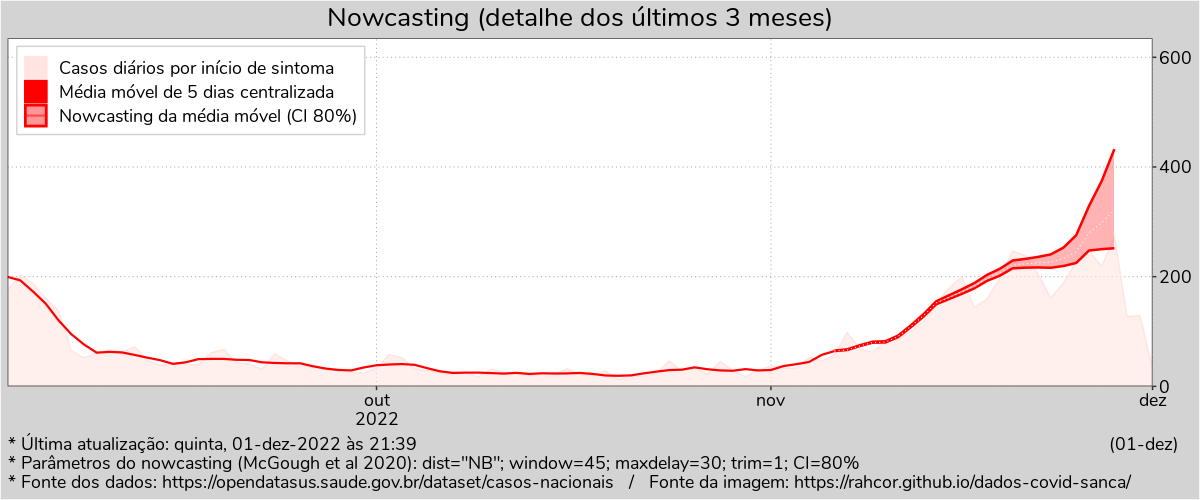 Nowcasting (detalhe dos últimos 3 meses)
Casos diários por início de sintoma
Média móvel de 5 dias centralizada
Nowcasting da média móvel (CI 80%)
600
400
200
0
out
2022
nov
dez
* Última atualização: quinta, 01-dez-2022 às 21:39
(01-dez)
* Parâmetros do nowcasting (McGough et al 2020): dist="NB"; window=45; maxdelay=30; trim=1; CI=80%
* Fonte dos dados: https://opendatasus.saude.gov.br/dataset/casos-nacionais / Fonte da imagem: https://rahcor.github.io/dados-covid-sanca/